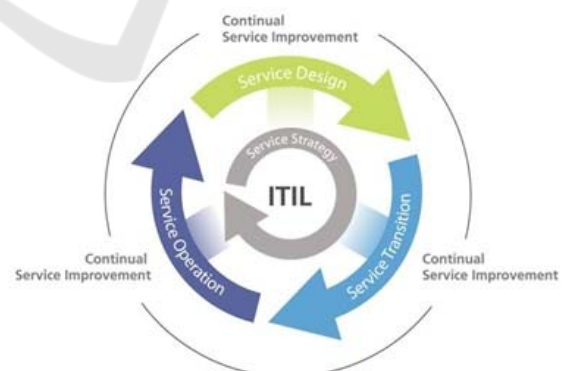 Continual
Service Improvement
Service Design
Service Strategy
ITIL
Service Operation
Service Transition
Continual
Service Improvement
Continual
Service Improvement